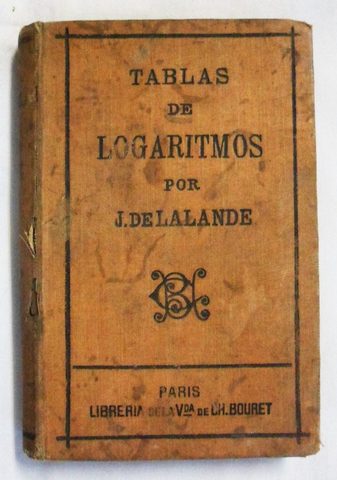 TABLAS
DE
LOGARITMOS
POR
J. DE LALANDE
PARIS
LIBRERIA DE LA Vᴰᴬ DE CH. BOURET